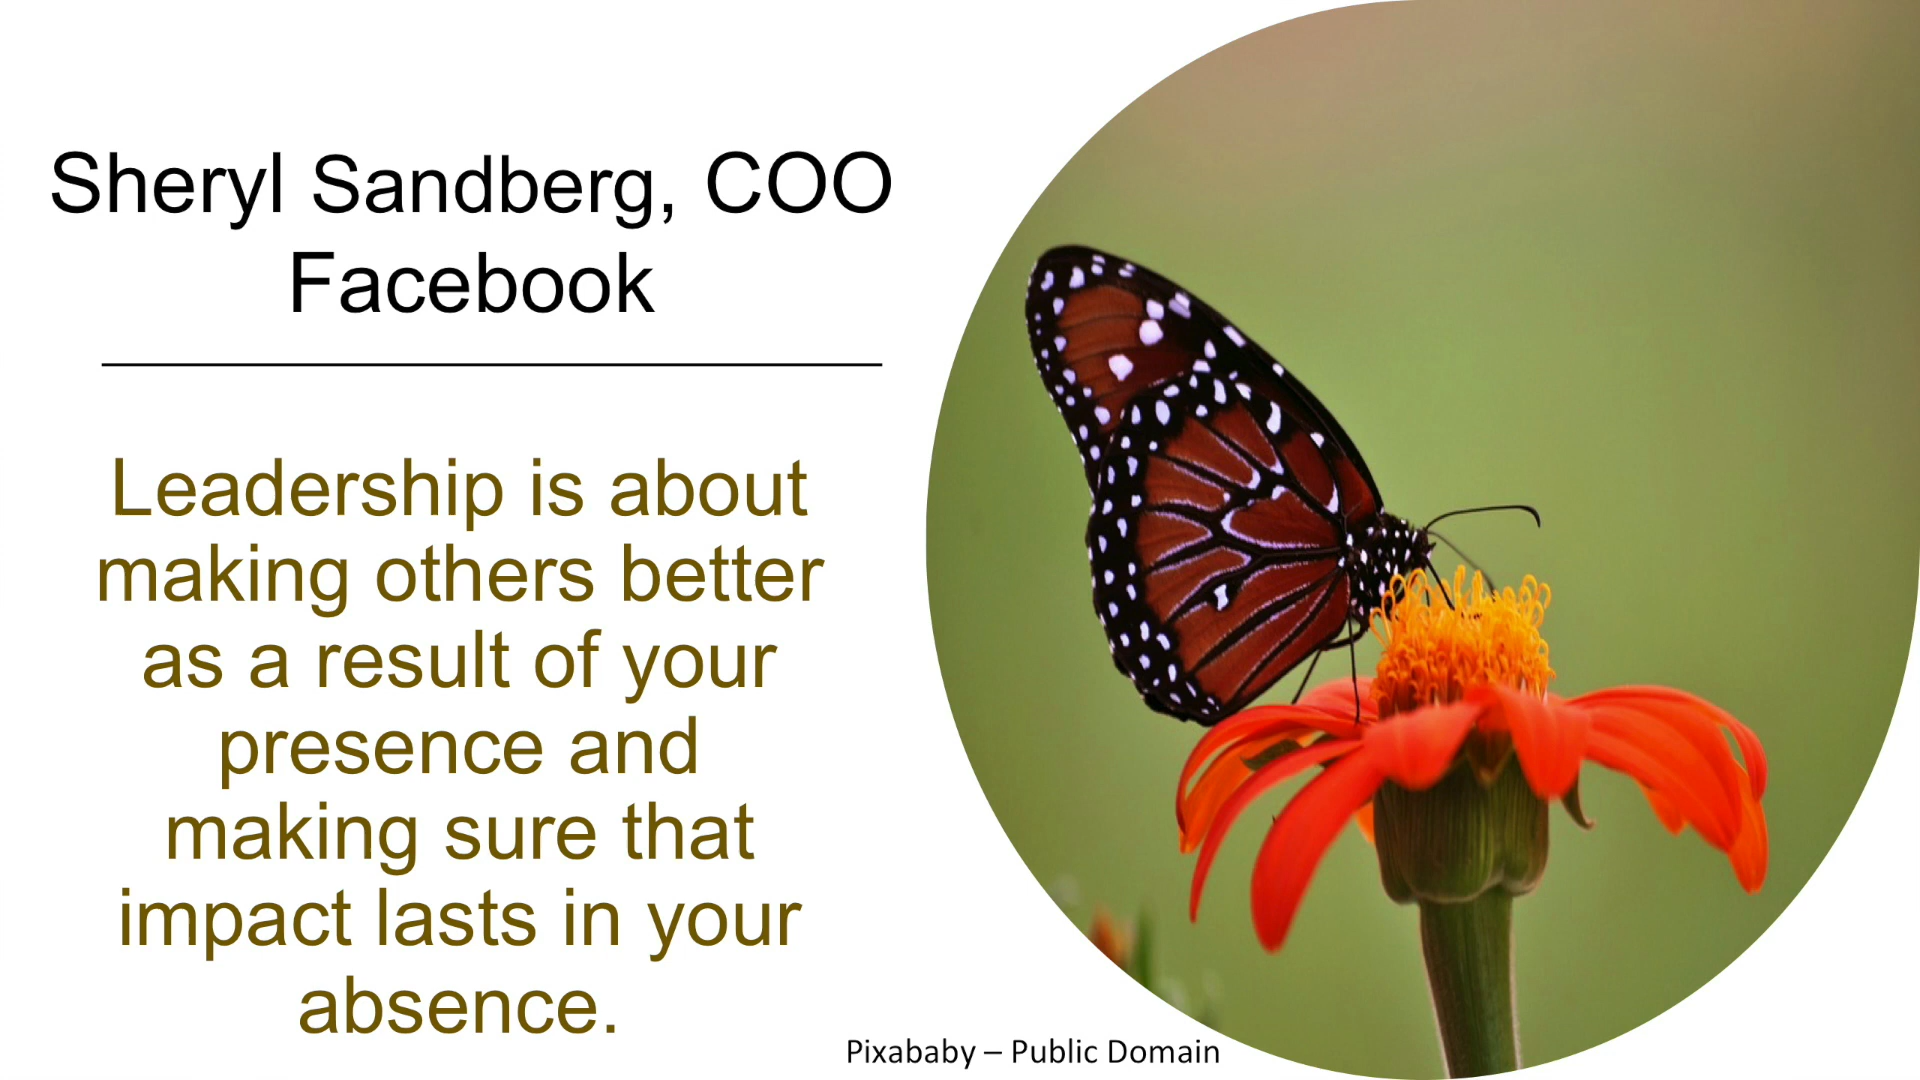 Sheryl Sandberg, COO
Facebook
Leadership is about
making others better
as a result of your
presence and
making sure that
impact lasts in your
absence.
Pixababy – Public Domain